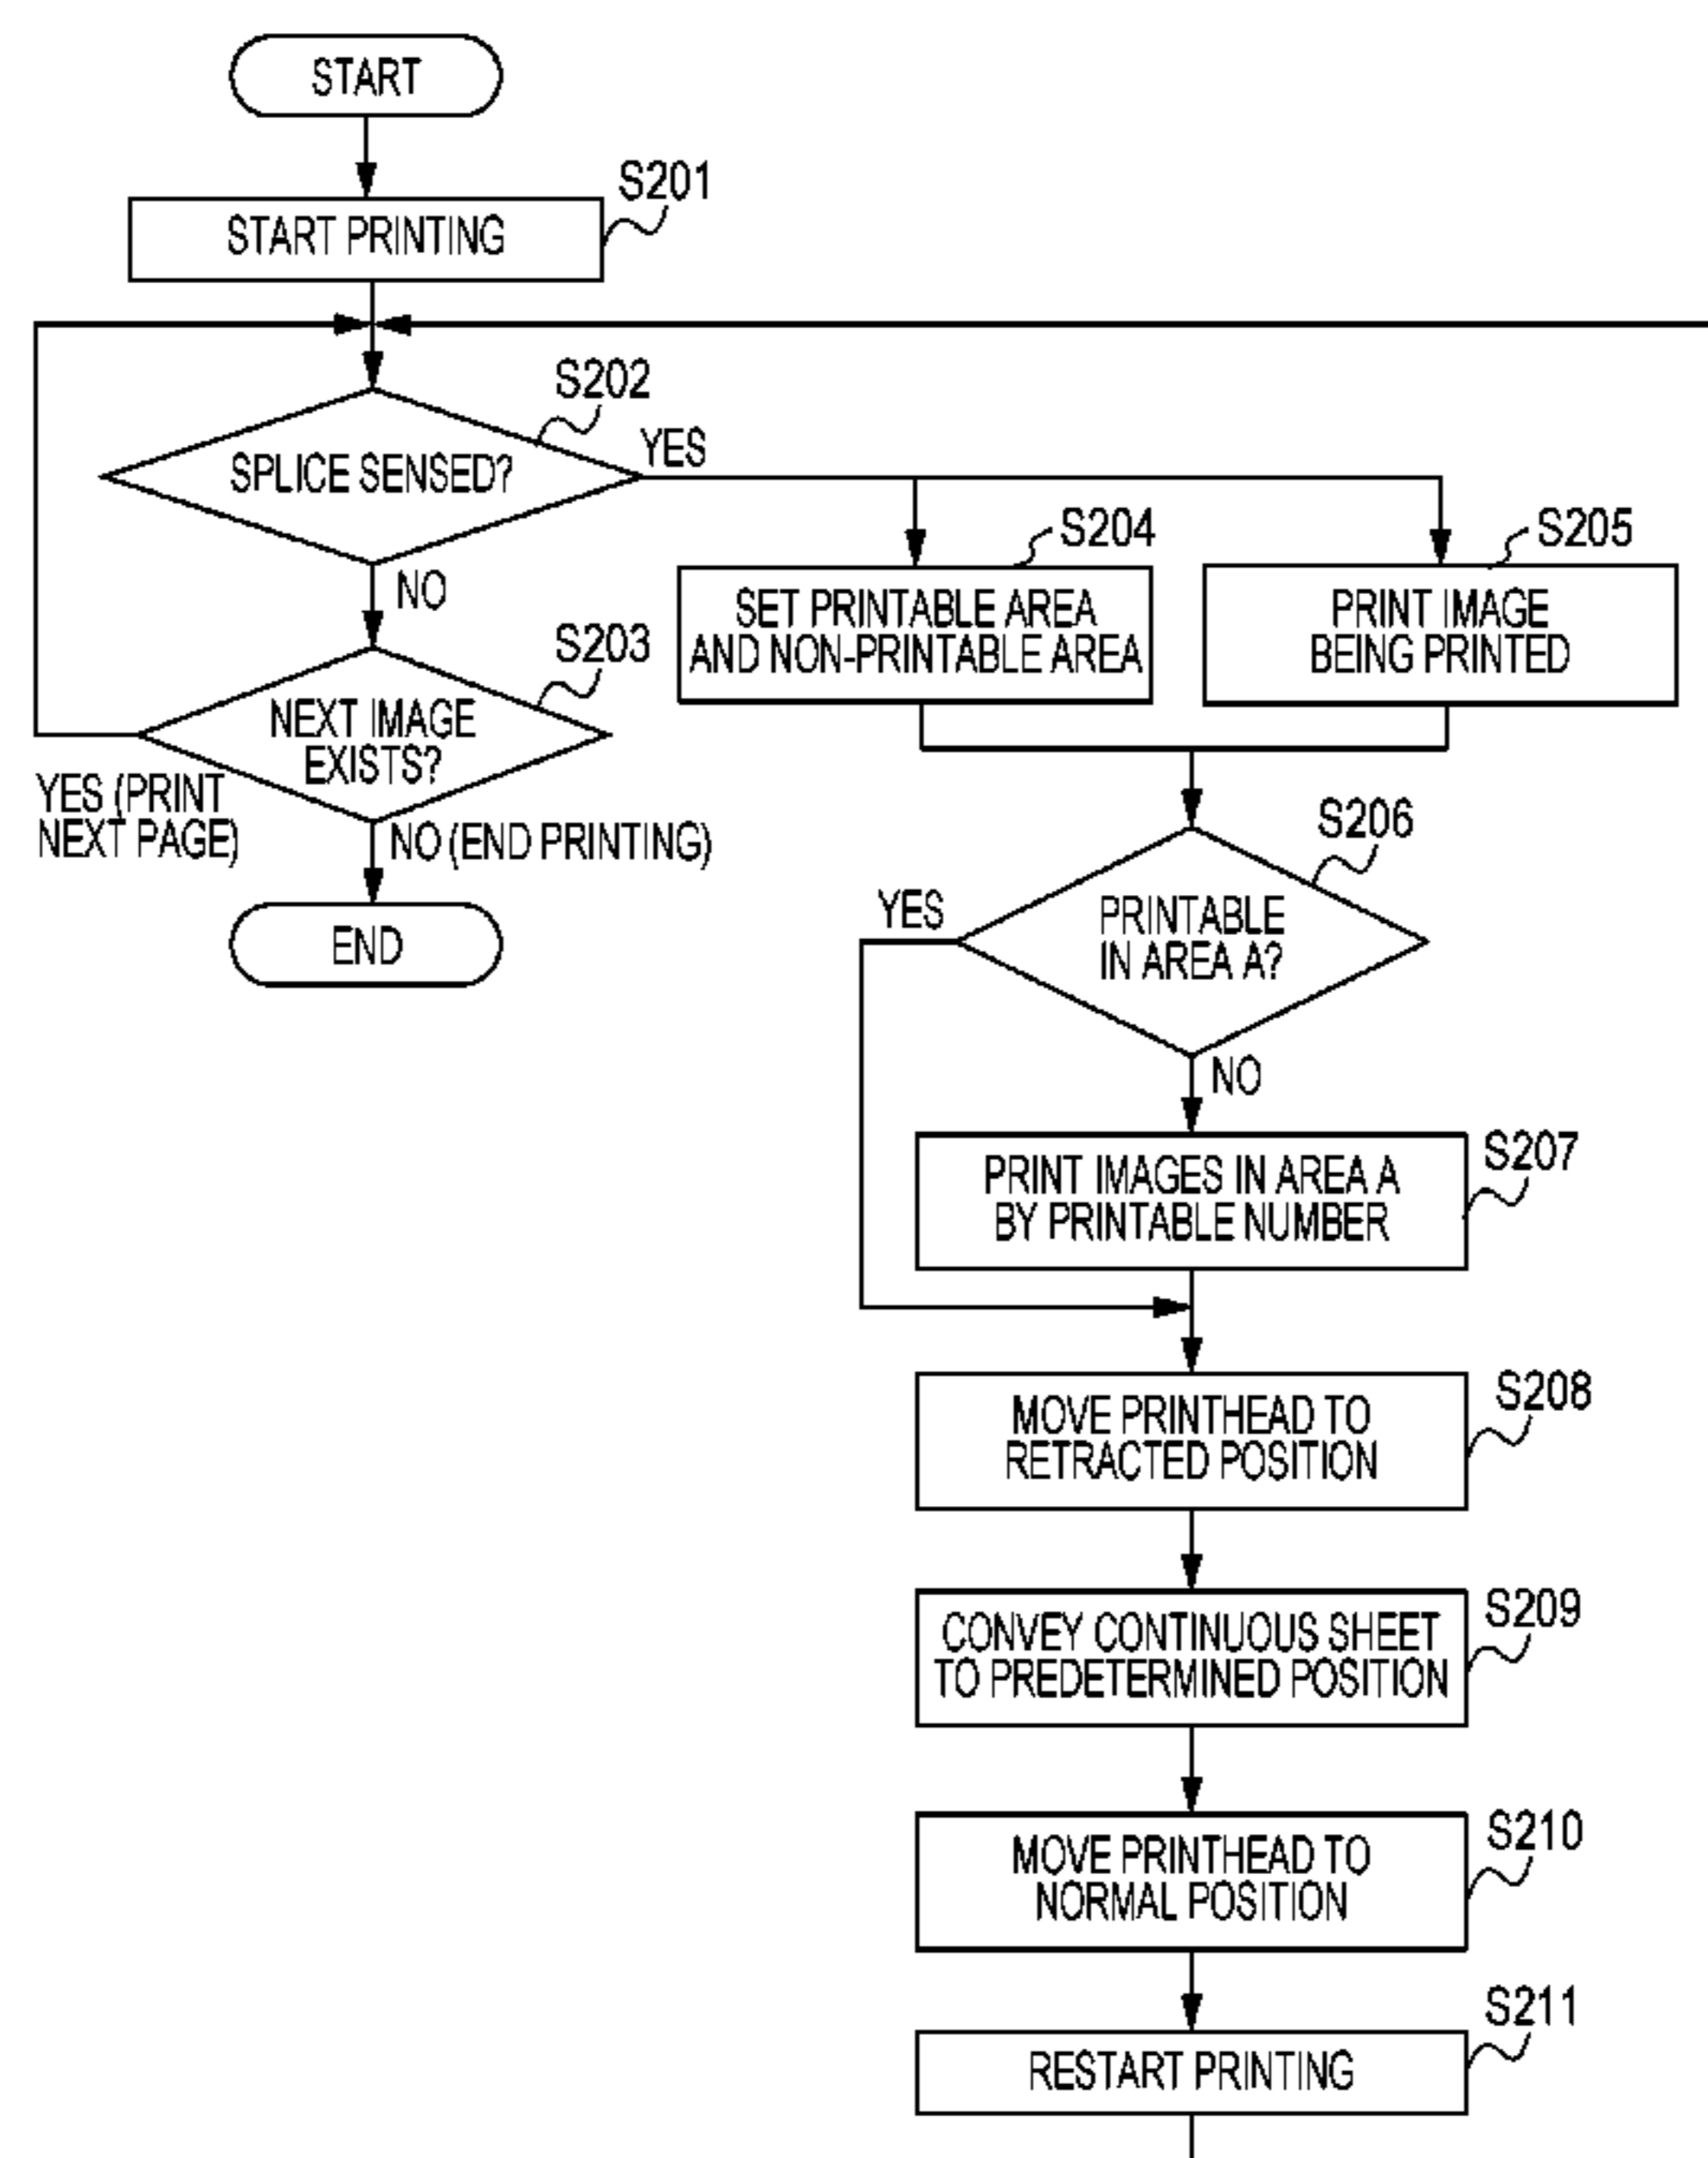 START
S201
START PRINTING
S202
SPLICE SENSED?
YES
NO
S203
NEXT IMAGE
EXISTS?
YES (PRINT
NEXT PAGE)
NO (END PRINTING)
END
S204
SET PRINTABLE AREA
AND NON-PRINTABLE AREA
S205
PRINT IMAGE
BEING PRINTED
S206
PRINTABLE
IN AREA A?
YES
NO
S207
PRINT IMAGES IN AREA A
BY PRINTABLE NUMBER
S208
MOVE PRINTHEAD TO
RETRACTED POSITION
S209
CONVEY CONTINUOUS SHEET
TO PREDETERMINED POSITION
S210
MOVE PRINTHEAD TO
NORMAL POSITION
S211
RESTART PRINTING